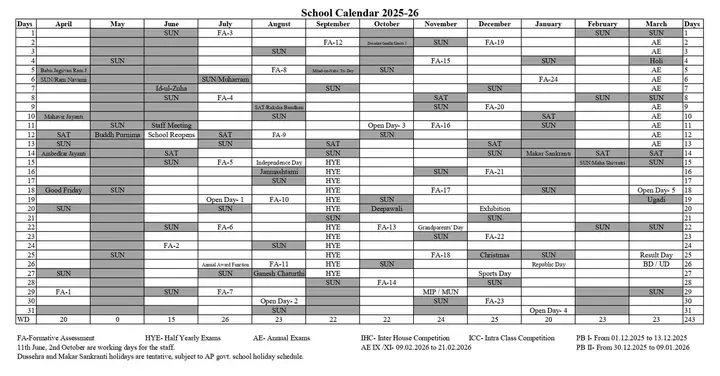 School Calendar 2025-26
Days April May June July August September October November December January February March Days
1 SUN FA-3 SUN SUN 1
2 FA-12 SUN FA-19 AE 2
3 SUN AE 3
4 SUN FA-15 SUN Holi 4
5 Babu Jagjivan Ram J FA-8 SUN AE 5
6 SUN/Ram Navami SUN/Muharram FA-24 AE 6
7 Id-ul-Zuha SUN SUN AE 7
8 SUN FA-4 SAT SUN SUN 8
9 SAT/Raksha Bandhan SUN FA-20 AE 9
10 Mahavir Jayanti SUN SAT AE 10
11 SUN Staff Meeting Open Day- 3 FA-16 SUN AE 11
12 SAT Buddh Purnima School Reopens SAT FA-9 SUN AE 12
13 SUN SUN SAT SAT AE 13
14 Ambedkar Jayanti SAT SUN SUN Makar Sankranti SAT SAT 14
15 SUN FA-5 Independence Day HYE SUN/Maha Shivratri SUN 15
16 Janmashtami HYE SUN FA-21 16
17 SUN HYE 17
18 Good Friday SUN HYE FA-17 SUN Open Day- 5 18
19 Open Day- 1 FA-10 HYE SUN Ugadi 19
20 SUN SUN HYE Deepawali Exhibition 20
21 SUN SUN 21
22 SUN FA-6 HYE FA-13 Grandparents' Day SUN SUN 22
23 HYE SUN FA-22 23
24 FA-2 SUN HYE 24
25 SUN HYE FA-18 Christmas SUN Result Day 25
26 Annual Award Function FA-11 HYE SUN Republic Day BD / UD 26
27 SUN SUN Ganesh Chaturthi HYE Sports Day 27
28 SUN FA-14 SUN 28
29 FA-1 SUN FA-7 MIP / MUN SUN 29
30 Open Day- 2 SUN FA-23 30
31 SUN Open Day- 4 31
WD 20 0 15 26 23 22 22 24 25 20 23 23 243
FA-Formative Assessment HYE- Half Yearly Exams AE- Annual Exams IHC- Inter House Competition ICC- Intra Class Competition PB I- From 01.12.2025 to 13.12.2025
11th June, 2nd October are working days for the staff. AE IX /XI- 09.02.2026 to 21.02.2026 PB II- From 30.12.2025 to 09.01.2026
Dussehra and Makar Sankranti holidays are tentative, subject to AP govt. school holiday schedule.